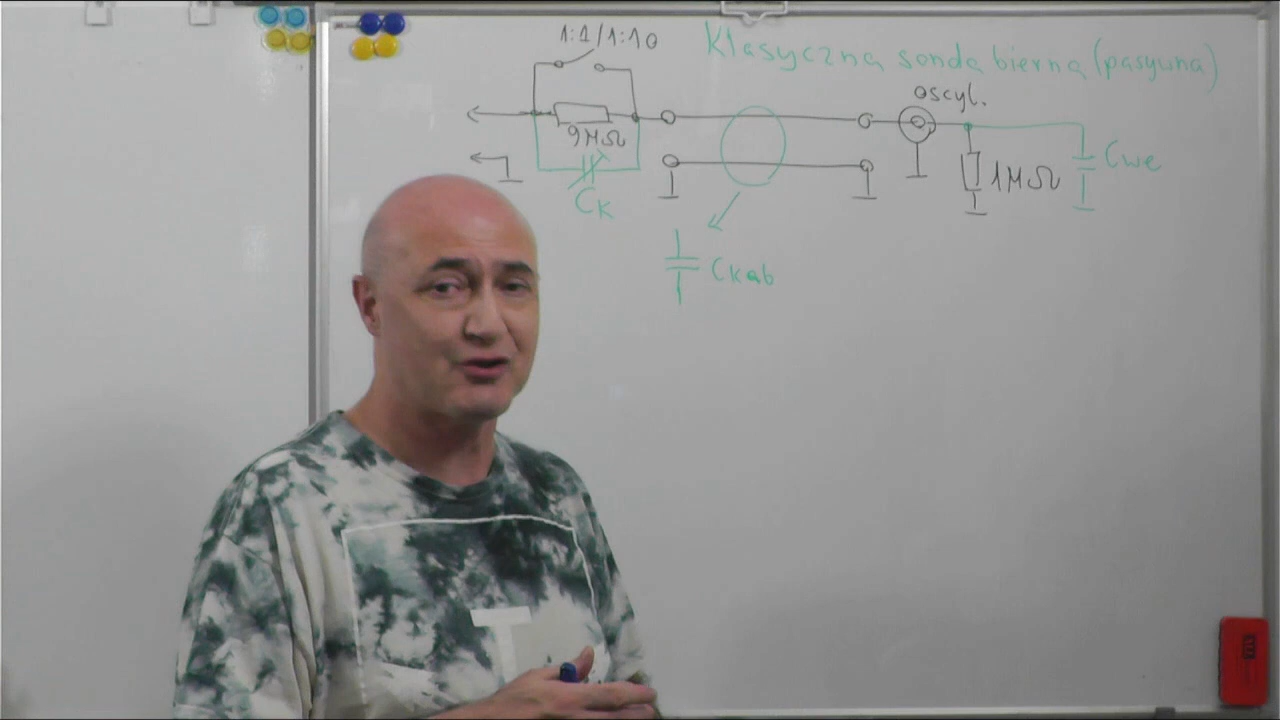 1:1/1:10
Klasyczna sonda bierna (pasywna)
oscyl.
9MΩ
1MΩ
Cwe
CK
Ckab
T